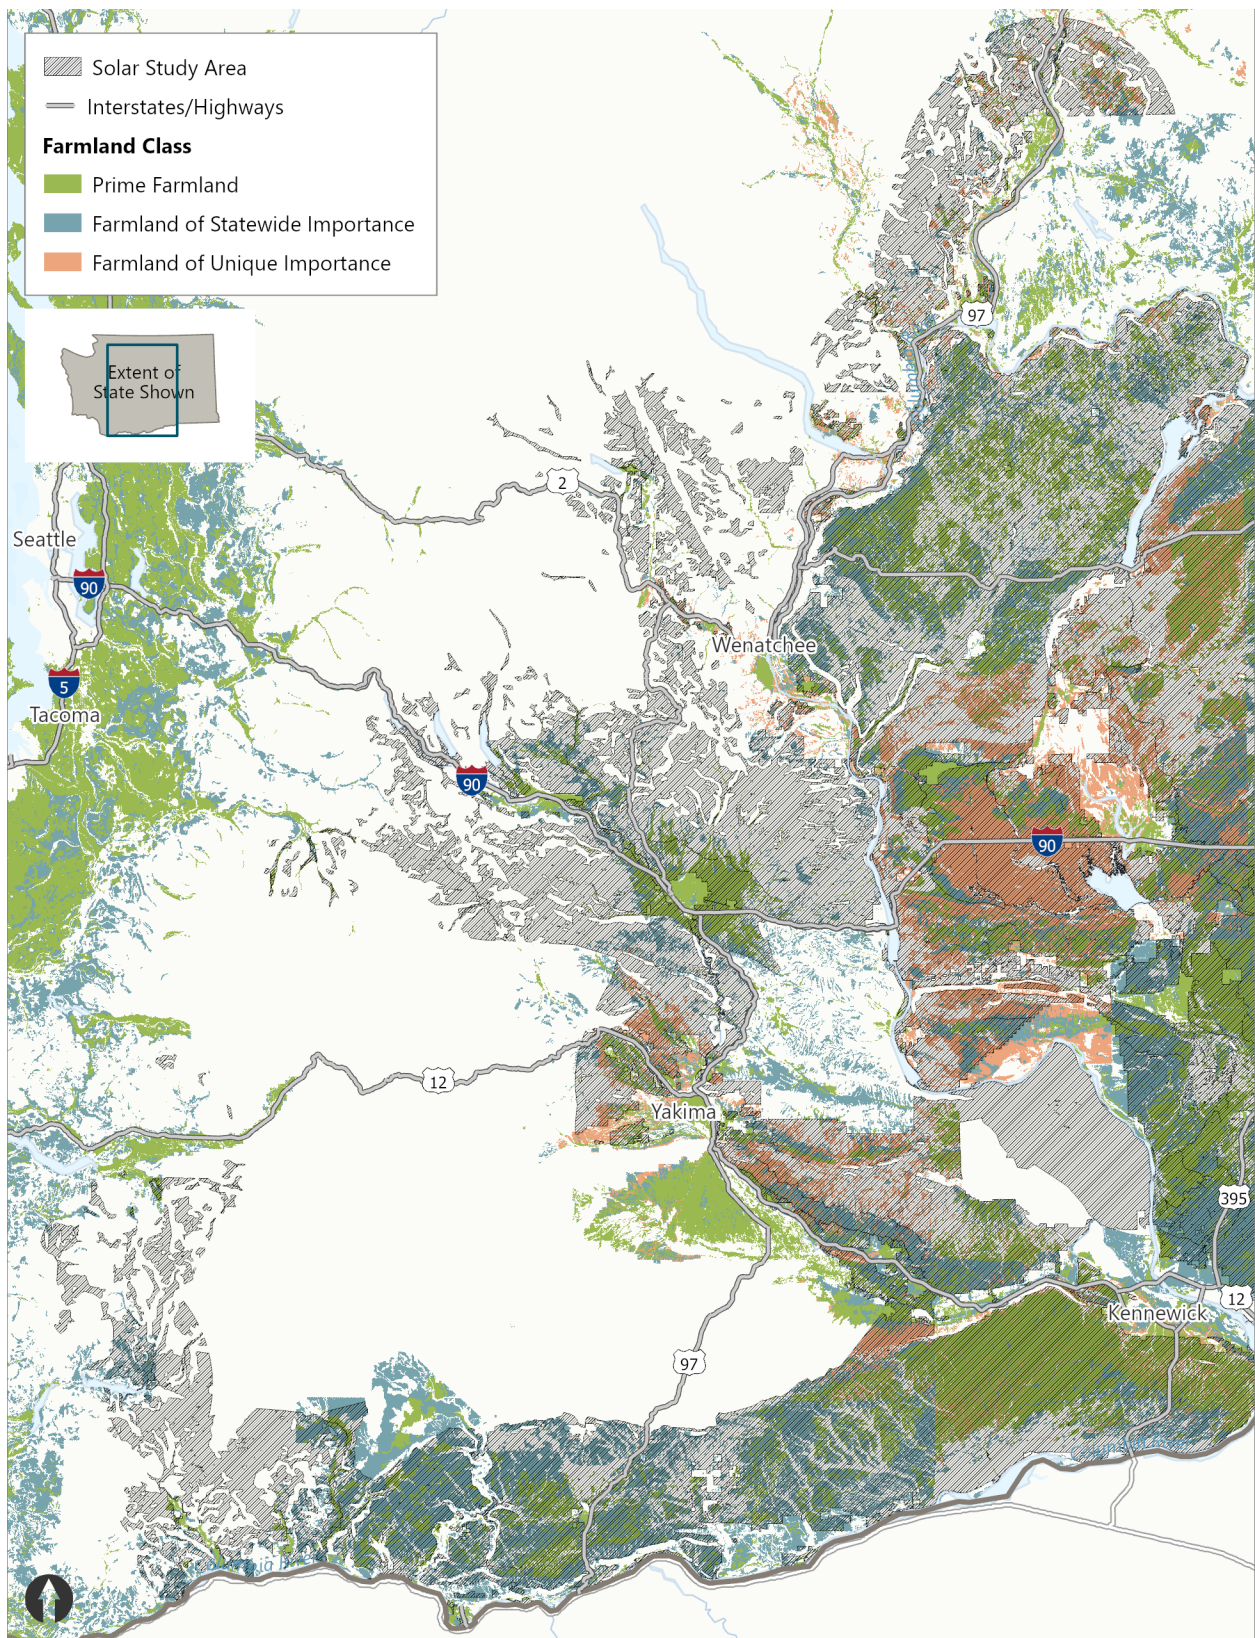 Solar Study Area
Interstates/Highways
Farmland Class
Prime Farmland
Farmland of Statewide Importance
Farmland of Unique Importance
97
Extent of
State Shown
2
Seattle
90
Wenatchee
5
Tacoma
90
90
12
Yakima
395
12
Kennewick
97